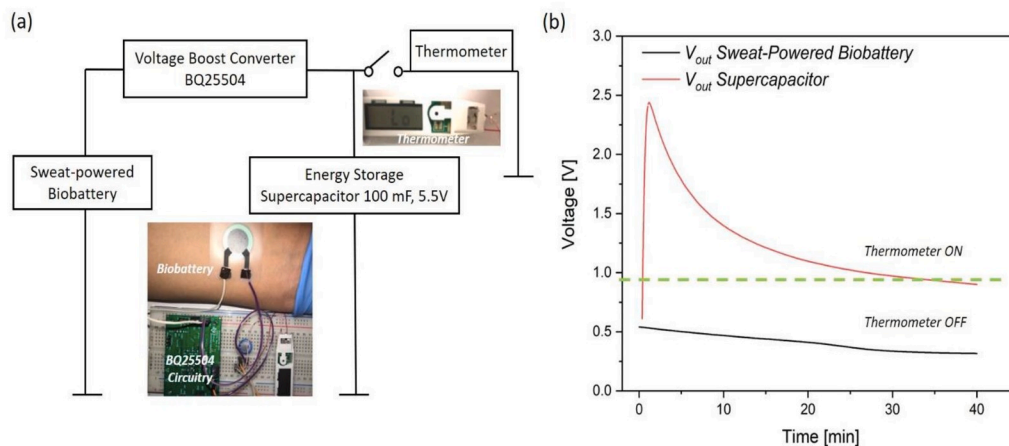 (a)
Voltage Boost Converter
BQ25504
Thermometer
Lo
Thermometer
Sweat-powered
Biobattery
Energy Storage
Supercapacitor 100 mF, 5.5V
Biobattery
BQ25504
Circuitry
(b)
V_out Sweat-Powered Biobattery
V_out Supercapacitor
3.0
2.5
2.0
1.5
1.0
0.5
0.0
Voltage [V]
Thermometer ON
Thermometer OFF
0
10
20
30
40
Time [min]